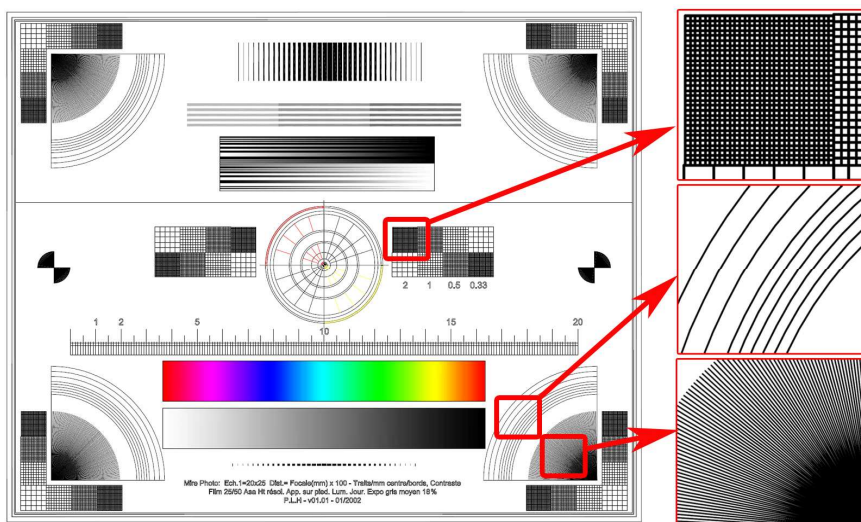 2 1 0.5 0.33
1 2 5 10 15 20
Mire Photo: Ech.1=20x25 Dist.= Focale(mm) x 100 - Traits/mm centre/bords, Contraste
Film 25/50 Asa Ht résol. App. sur pied. Lum. Jour. Expo gris moyen 18%
P.L.H - v01.01 - 01/2002